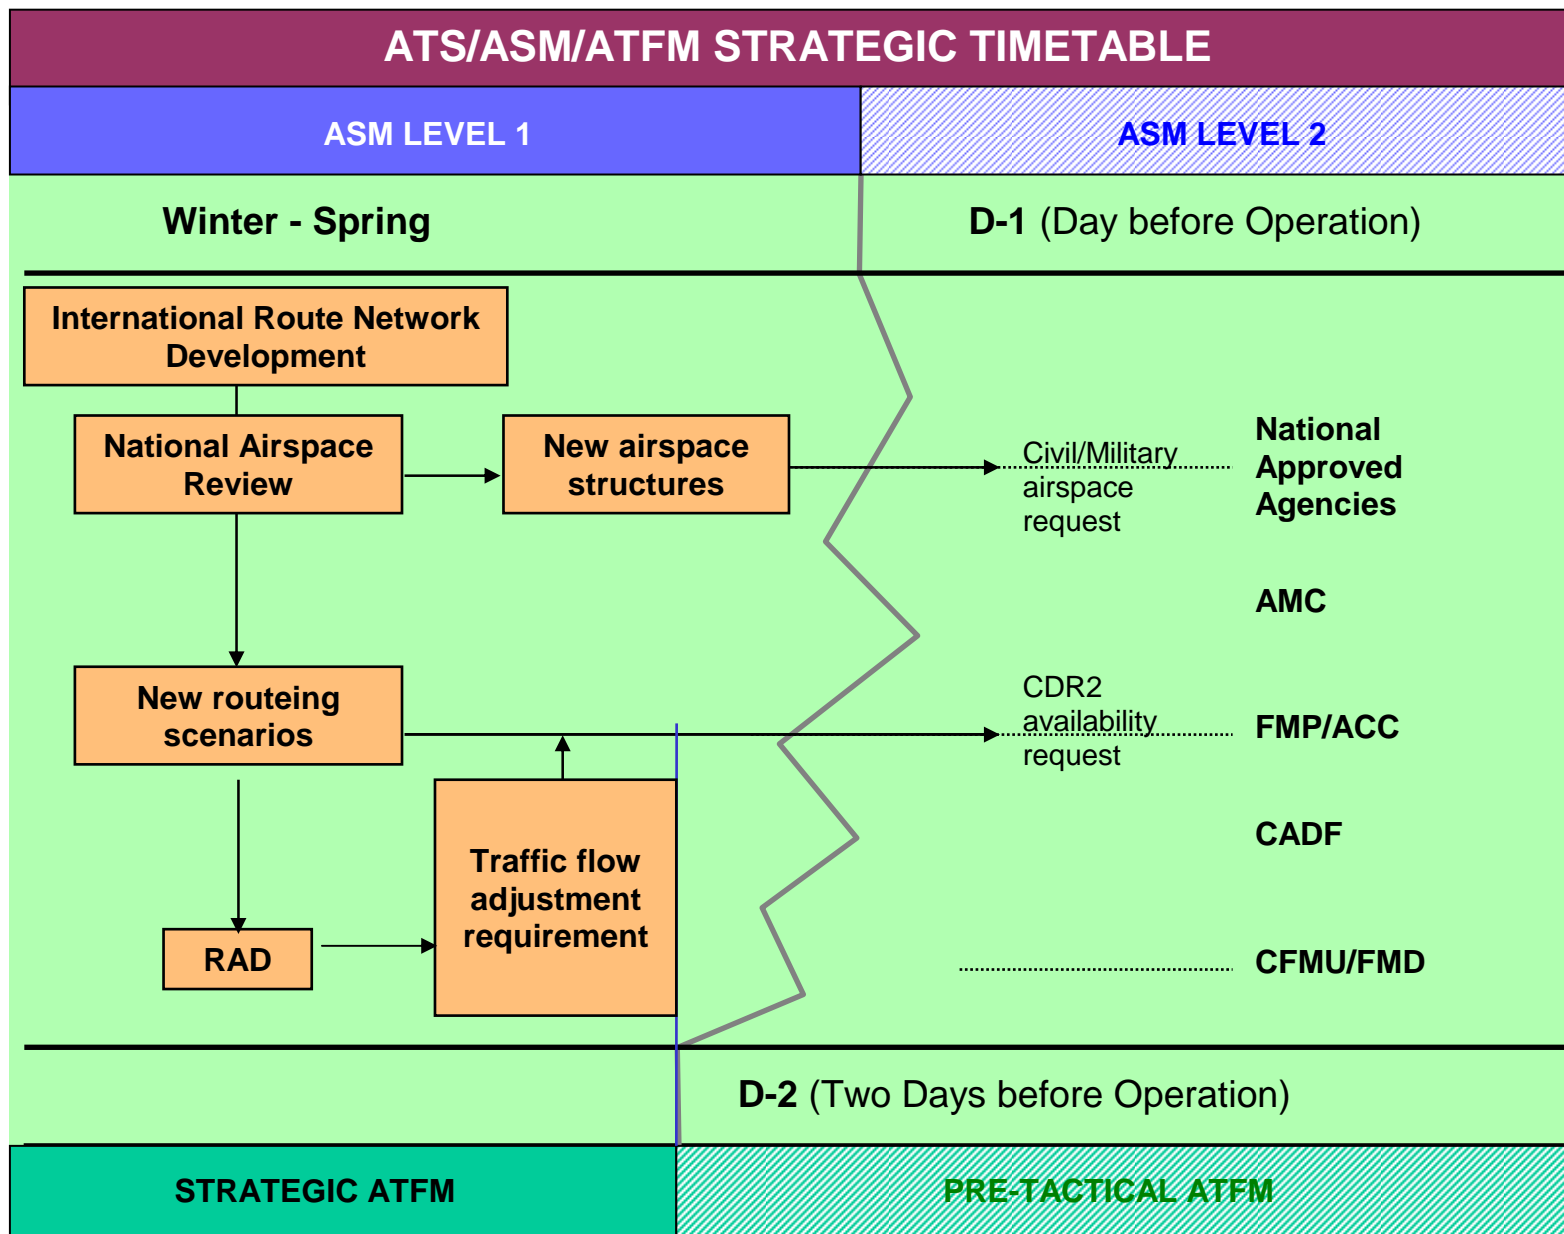 ATS/ASM/ATFM STRATEGIC TIMETABLE
ASM LEVEL 1
ASM LEVEL 2
Winter - Spring
D-1 (Day before Operation)
International Route Network
Development
National Airspace
Review
New airspace
structures
Civil/Military
airspace
request
National
Approved
Agencies
AMC
New routeing
scenarios
CDR2
availability
request
FMP/ACC
Traffic flow
adjustment
requirement
CADF
RAD
CFMU/FMD
D-2 (Two Days before Operation)
STRATEGIC ATFM
PRE-TACTICAL ATFM